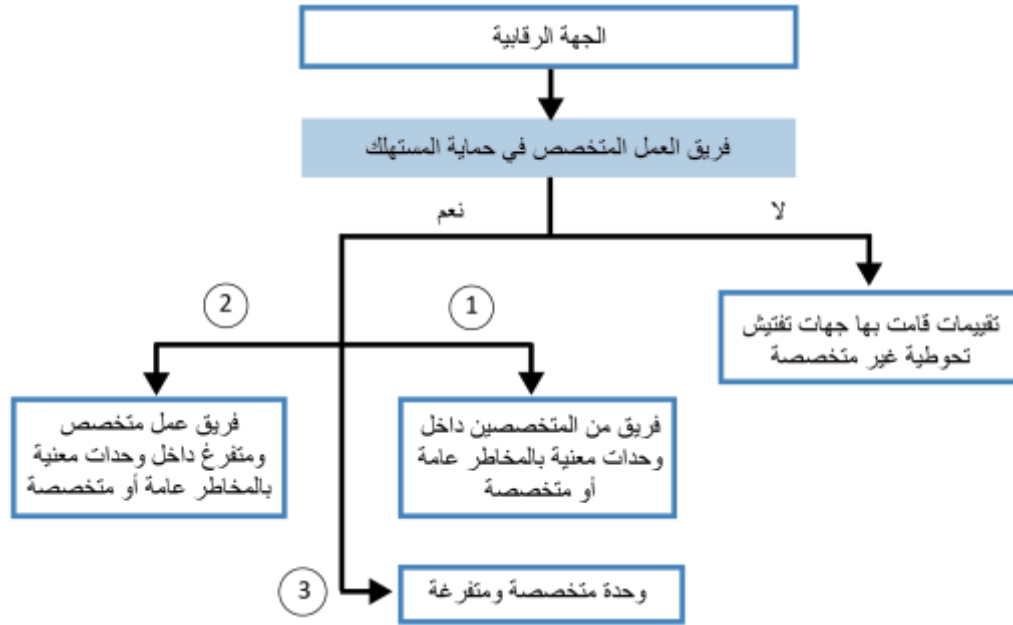 الجهة الرقابية
فريق العمل المتخصص في حماية المستهلك
لا
نعم
تقييمات قامت بها جهات تفتيش
تحوطية غير متخصصة
1
2
فريق من المتخصصين داخل
وحدات معنية بالمخاطر عامة
أو متخصصة
فريق عمل متخصص
ومتفرغ داخل وحدات معنية
بالمخاطر عامة أو متخصصة
3
وحدة متخصصة ومتفرغة